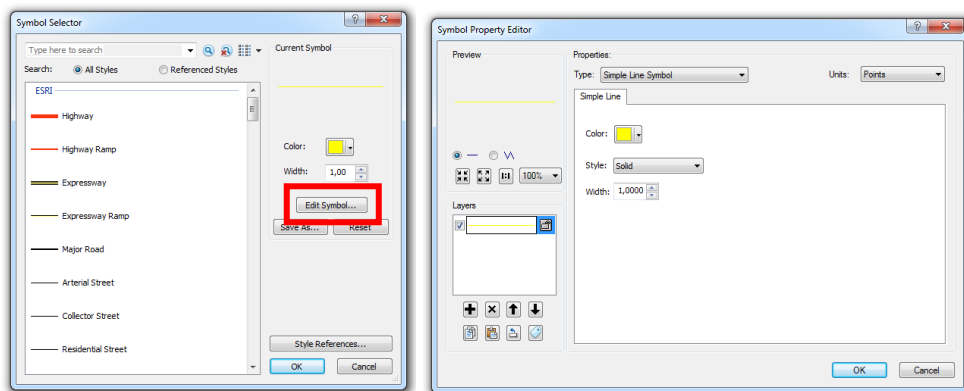 Symbol Selector
Type here to search
Search: All Styles Referenced Styles
ESRI
Highway
Highway Ramp
Expressway
Expressway Ramp
Major Road
Arterial Street
Collector Street
Residential Street
Current Symbol
Color:
Width: 1,00
Edit Symbol...
Save As... Reset
Style References...
OK Cancel
Symbol Property Editor
Preview
1:1 100%
Layers
Properties:
Type: Simple Line Symbol Units: Points
Simple Line
Color:
Style: Solid
Width: 1,0000
OK Cancel